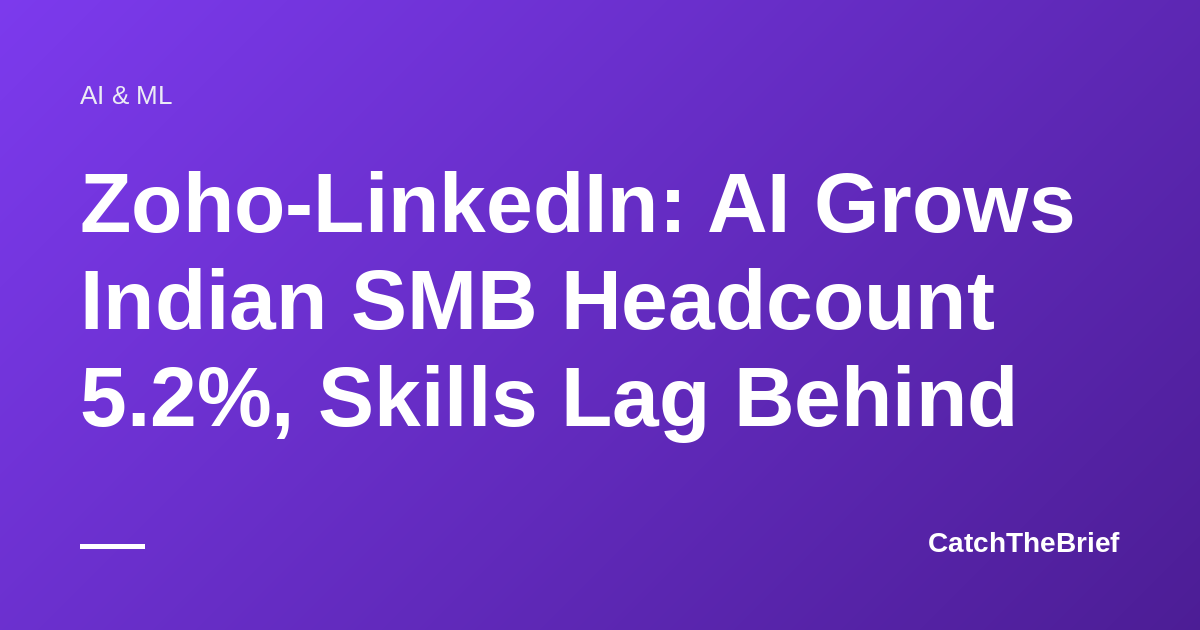 AI & ML
Zoho-LinkedIn: AI Grows
Indian SMB Headcount
5.2%, Skills Lag Behind
CatchTheBrief